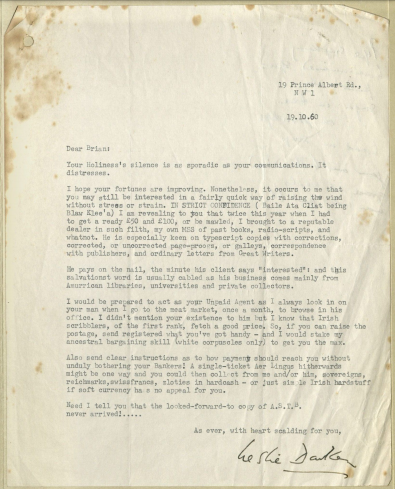 19 Prince Albert Rd.,
N W 1
19.10.60
Dear Brian:
Your Holiness's silence is as sporadic as your communications. It
distresses.
I hope your fortunes are improving. Nonetheless, it occurs to me that
you may still be interested in a fairly quick way of raising the wind
without stress or strain. IN STRICT CONFIDENCE ( Baile Ata Cliat being
Blaw Klee'a) I am revealing to you that twice this year when I had
to get a ready £50 and £100, or be mauled, I brought to a reputable
dealer in such filth, my own MSS of past books, radio-scripts, and
whatnot. He is especially keen on typescript copies with corrections,
corrected, or uncorrected page-proofs, or galleys, correspondence
with publishers, and ordinary letters from Great Writers.
He pays on the nail, the minute his client says "interested": and this
salvationist word is usually cabled as his business comes mainly from
American libraries, universities and private collectors.
I would be prepared to act as your Unpaid Agent as I always look in on
your man when I go to the meat market, once a month, to browse in his
office. I didn't mention your existence to him but I know that Irish
scribblers, of the first rank, fetch a good price. So, if you can raise the
postage, send registered what you've got handy - and I would stake my
ancestral bargaining skill (white corpuscles only) to get you the max.
Also send clear instructions as to how payment should reach you without
unduly bothering your Bankers! A single-ticket Aer Lingus hitherwards
might be one way and you could then collect from me and/or him, sovereigns,
reichmarks, swissfrancs, zloties in hardcash - or just simple Irish hardstuff
if soft currency has no appeal for you.
Need I tell you that the looked-forward-to copy of A.S.T.B.
never arrived!.....
As ever, with heart scalding for you,
Leslie Daiken